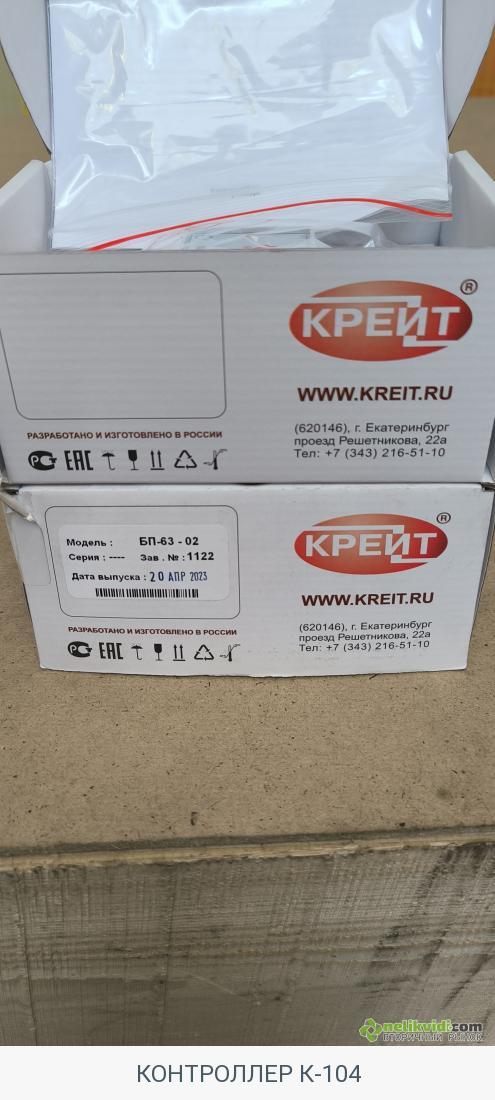 КРЕЙТ®
WWW.KREIT.RU
(620146), г. Екатеринбург
проезд Решетникова, 22а
Тел: +7 (343) 216-51-10
РАЗРАБОТАНО И ИЗГОТОВЛЕНО В РОССИИ
EAC
Модель : БП-63 - 02
Серия : ---- Зав . № : 1122
Дата выпуска : 20 АПР 2023
КРЕЙТ®
WWW.KREIT.RU
(620146), г. Екатеринбург
проезд Решетникова, 22а
Тел: +7 (343) 216-51-10
РАЗРАБОТАНО И ИЗГОТОВЛЕНО В РОССИИ
EAC
nelikvidi.com
ВТОРИЧНЫЙ РЫНОК
КОНТРОЛЛЕР К-104